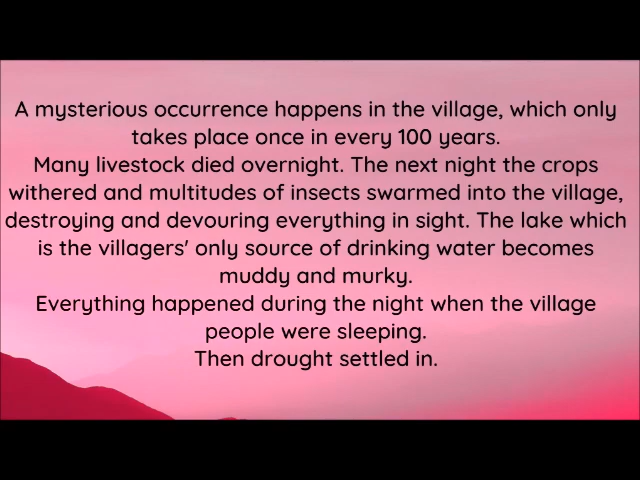 A mysterious occurrence happens in the village, which only
takes place once in every 100 years.
Many livestock died overnight. The next night the crops
withered and multitudes of insects swarmed into the village,
destroying and devouring everything in sight. The lake which
is the villagers' only source of drinking water becomes
muddy and murky.
Everything happened during the night when the village
people were sleeping.
Then drought settled in.